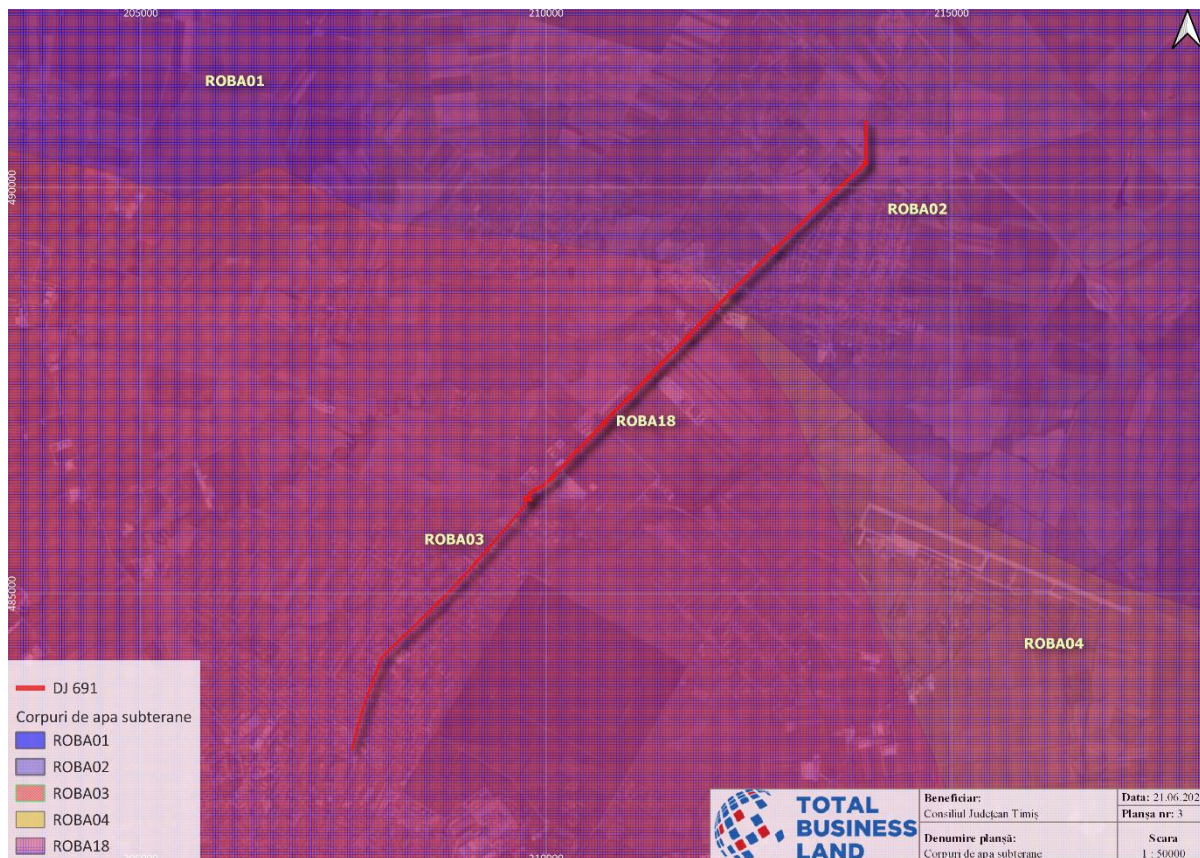 205000
210000
215000
ROBA01
490000
ROBA02
ROBA18
ROBA03
485000
ROBA04
DJ 691
Corpuri de apa subterane
ROBA01
ROBA02
ROBA03
ROBA04
ROBA18
TOTAL
BUSINESS
LAND
Beneficiar:
Consiliul Județean Timiș
Denumire planșă:
Corpuri de apa subterane
Data: 21.06.202
Planșa nr: 3
Scara
1 : 50000
210000